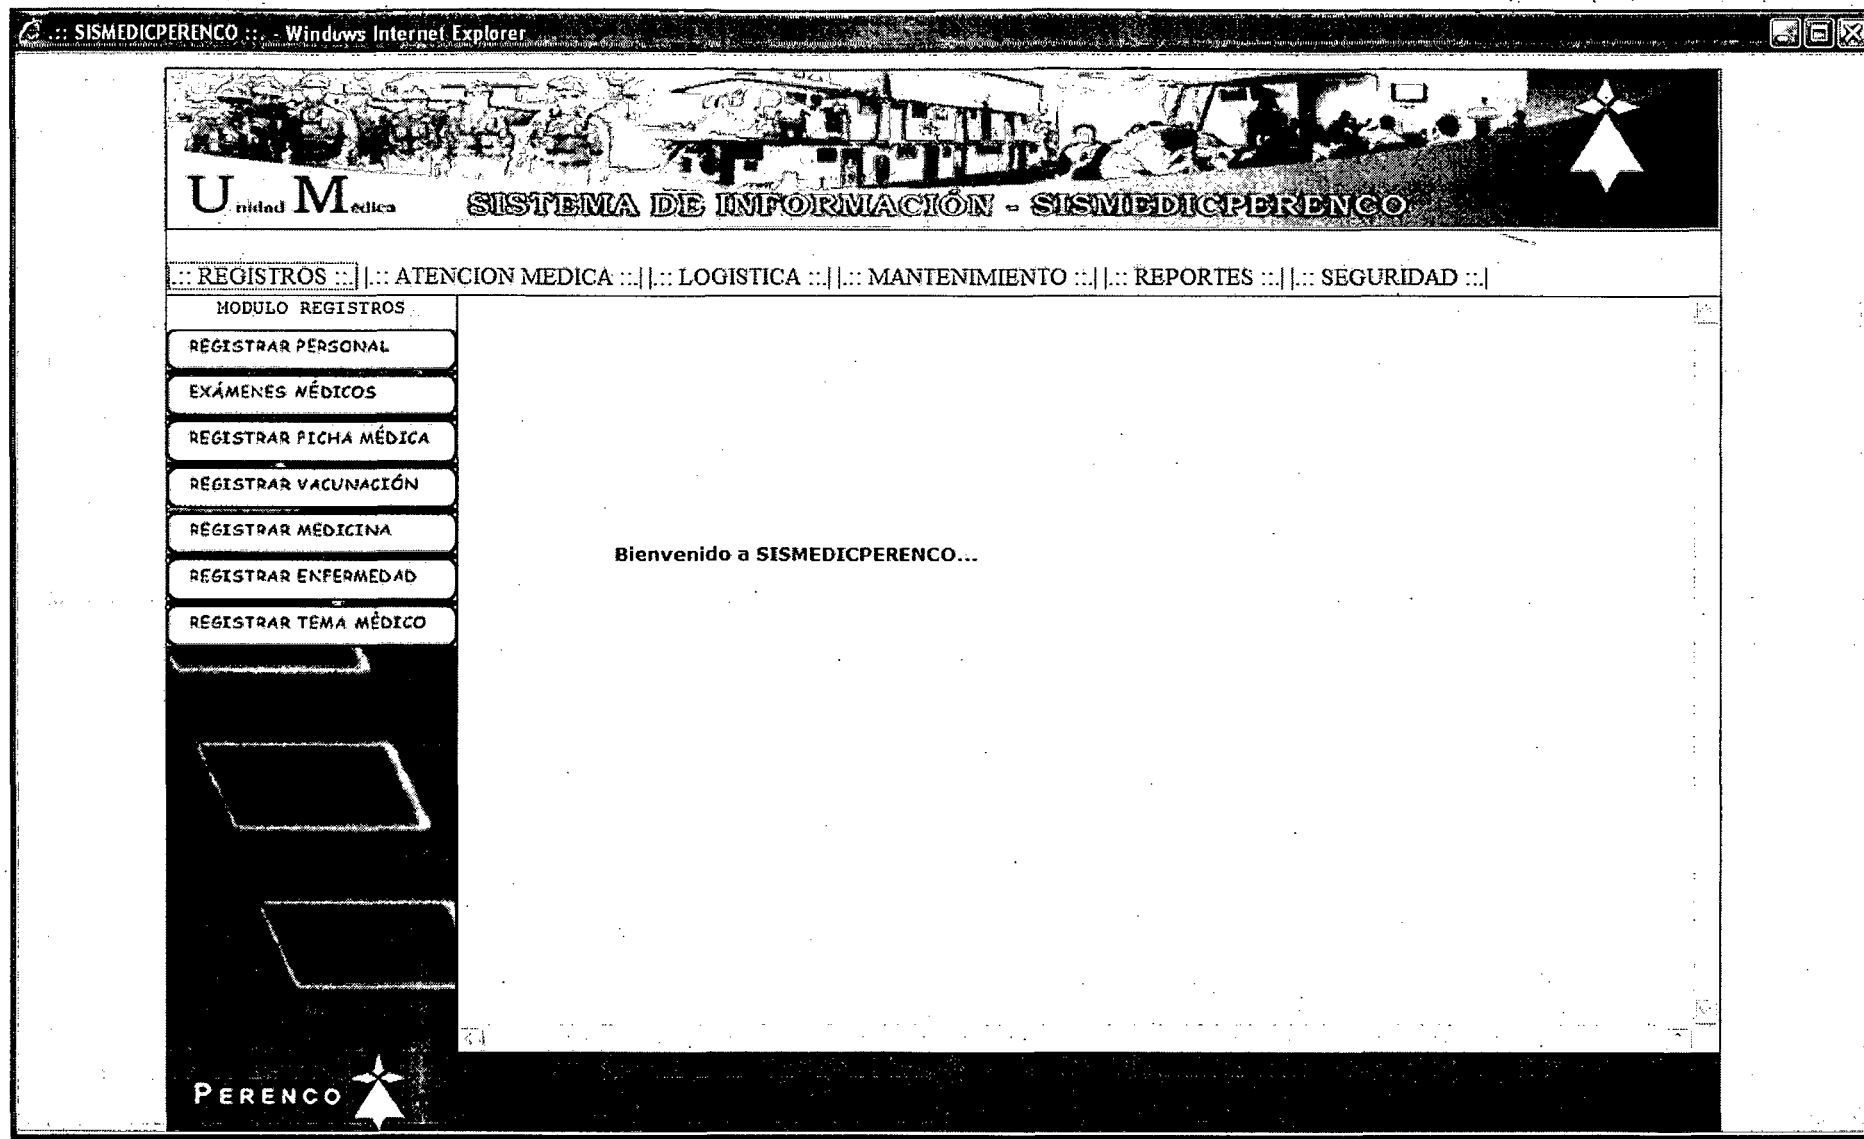 .:: SISMEDICPERENCO ::. - Windows Internet Explorer
Unidad Médica
SISTEMA DE INFORMACIÓN - SISMEDICPERENCO
.:: REGISTROS ::.| |.:: ATENCION MEDICA ::.| |.:: LOGISTICA ::.| |.:: MANTENIMIENTO ::.| |.:: REPORTES ::.| |.:: SEGURIDAD ::.|
MODULO REGISTROS
REGISTRAR PERSONAL
EXÁMENES MÉDICOS
REGISTRAR FICHA MÉDICA
REGISTRAR VACUNACIÓN
REGISTRAR MEDICINA
REGISTRAR ENFERMEDAD
REGISTRAR TEMA MÉDICO
Bienvenido a SISMEDICPERENCO...
PERENCO